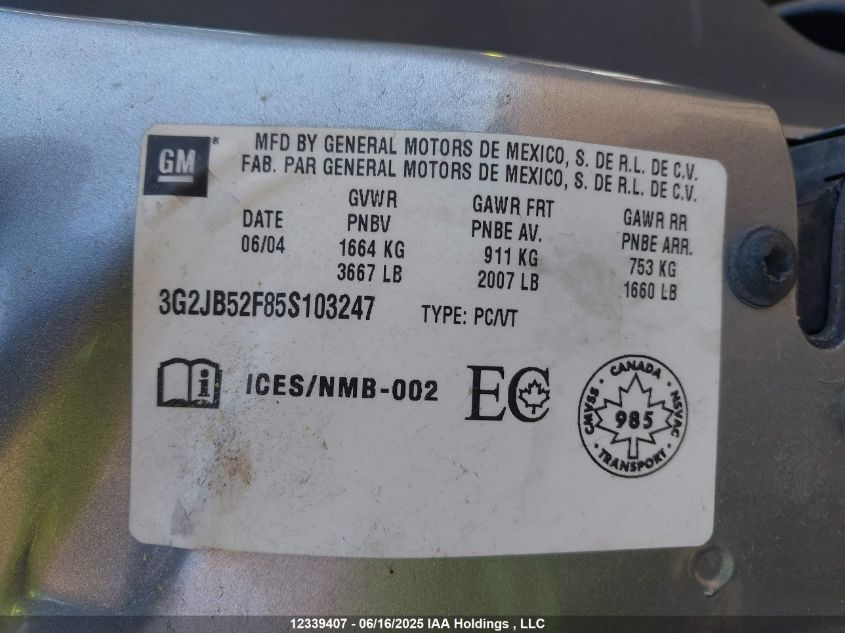 GM
MFD BY GENERAL MOTORS DE MEXICO, S. DE R.L. DE C.V.
FAB. PAR GENERAL MOTORS DE MEXICO, S. DE R.L. DE C.V.
GVWR GAWR FRT GAWR RR
DATE PNBV PNBE AV. PNBE ARR.
06/04 1664 KG 911 KG 753 KG
3667 LB 2007 LB 1660 LB
3G2JB52F85S103247 TYPE: PC/VT
i ICES/NMB-002 EC
CANADA
CMVSS 985 NSVAC
TRANSPORT
12339407 - 06/16/2025 IAA Holdings , LLC